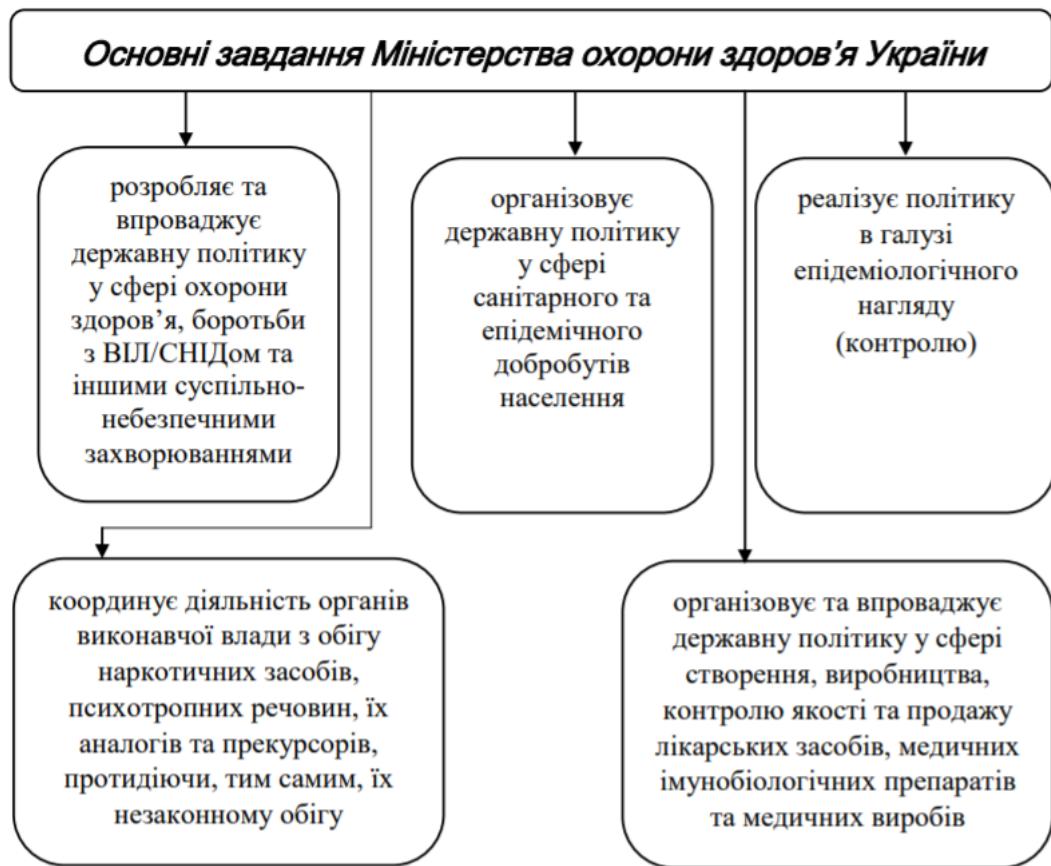 Основні завдання Міністерства охорони здоров’я України
розробляє та
впроваджує
державну політику
у сфері охорони
здоров’я, боротьби
з ВІЛ/СНІДом та
іншими суспільно-
небезпечними
захворюваннями
організовує
державну політику
у сфері
санітарного та
епідемічного
добробутів
населення
реалізує політику
в галузі
епідеміологічного
нагляду
(контролю)
координує діяльність органів
виконавчої влади з обігу
наркотичних засобів,
психотропних речовин, їх
аналогів та прекурсорів,
протидіючи, тим самим, їх
незаконному обігу
організовує та впроваджує
державну політику у сфері
створення, виробництва,
контролю якості та продажу
лікарських засобів, медичних
імунобіологічних препаратів
та медичних виробів